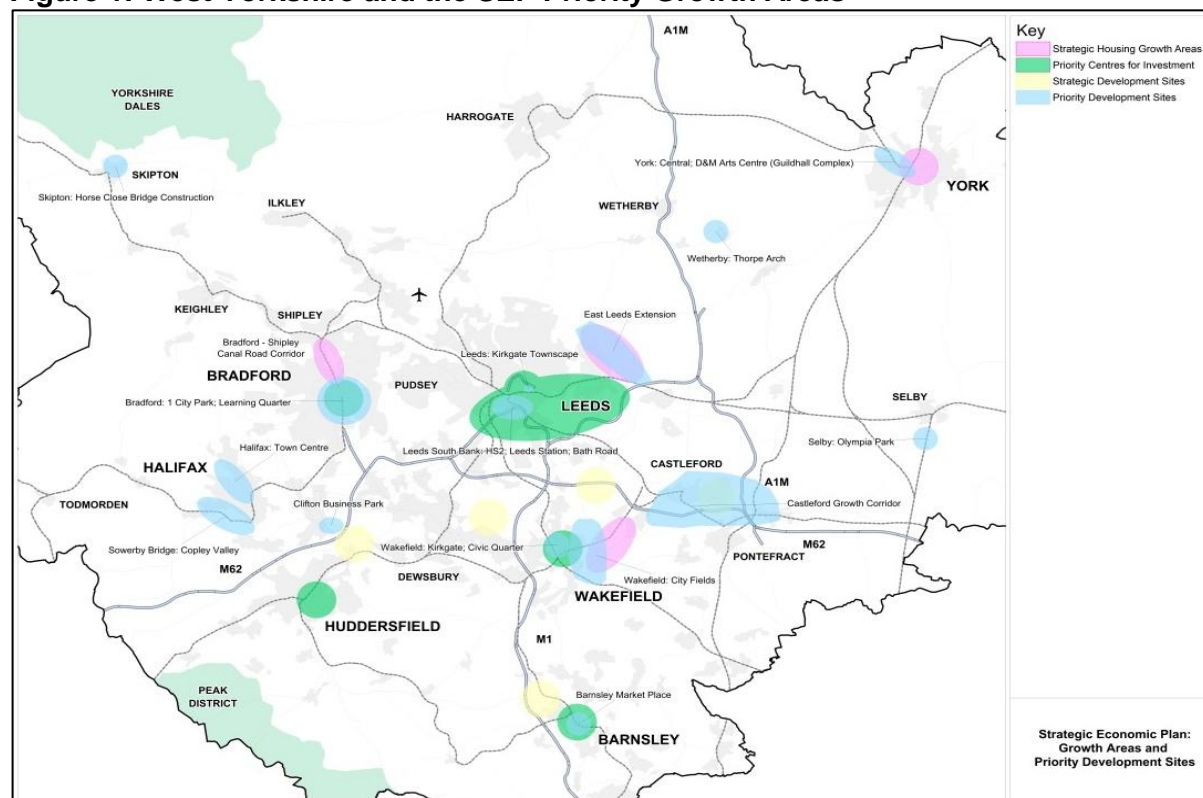 Figure 1: West Yorkshire and the SEP Priority Growth Areas
A1M
Key
Strategic Housing Growth Areas
Priority Centres for Investment
Strategic Development Sites
Priority Development Sites
YORKSHIRE
DALES
HARROGATE
York: Central; D&M Arts Centre (Guildhall Complex)
SKIPTON
YORK
Skipton: Horse Close Bridge Construction
ILKLEY
WETHERBY
Wetherby: Thorpe Arch
KEIGHLEY
SHIPLEY
East Leeds Extension
Bradford - Shipley
Canal Road Corridor
Leeds: Kirkgate Townscape
BRADFORD
PUDSEY
Bradford: 1 City Park; Learning Quarter
LEEDS
SELBY
Selby: Olympia Park
Halifax: Town Centre
Leeds South Bank: HS2; Leeds Station; Bath Road
HALIFAX
CASTLEFORD
A1M
TODMORDEN
Clifton Business Park
Castleford Growth Corridor
Sowerby Bridge: Copley Valley
Wakefield: Kirkgate; Civic Quarter
M62
PONTEFRACT
M62
DEWSBURY
Wakefield: City Fields
WAKEFIELD
HUDDERSFIELD
M1
PEAK
DISTRICT
Barnsley Market Place
BARNSLEY
Strategic Economic Plan:
Growth Areas and
Priority Development Sites